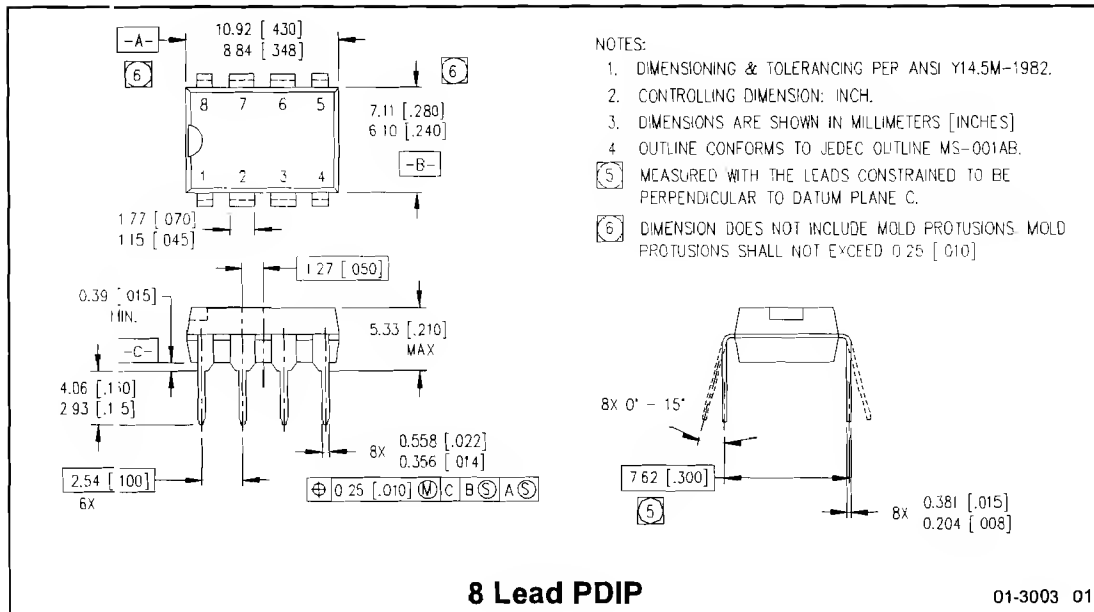 -A-
10.92 [ 430]
8 84 [ 348]
6
6
8 7 6 5
1 2 3 4
7.11 [.280]
6 10 [.240]
-B-
1 77 [ 070]
1 15 [ 045]
1 27 [ 050]
0.39 [ 015]
MIN.
-C-
5.33 [.210]
MAX
4.06
2.93
8X 0.558 [.022]
0.356 [ 014]
2.54 [ 100]
6X
⌖ 0 25 [.010] Ⓜ C B Ⓢ A Ⓢ
NOTES:
1. DIMENSIONING & TOLERANCING PER ANSI Y14.5M-1982.
2. CONTROLLING DIMENSION: INCH.
3. DIMENSIONS ARE SHOWN IN MILLIMETERS [INCHES]
4 OUTLINE CONFORMS TO JEDEC OUTLINE MS-001AB.
5 MEASURED WITH THE LEADS CONSTRAINED TO BE
PERPENDICULAR TO DATUM PLANE C.
6 DIMENSION DOES NOT INCLUDE MOLD PROTUSIONS. MOLD
PROTUSIONS SHALL NOT EXCEED 0 25 [ 010]
8X 0° - 15°
7 62 [.300]
5
8X 0.381 [.015]
0.204 [ 008]
8 Lead PDIP
01-3003 01